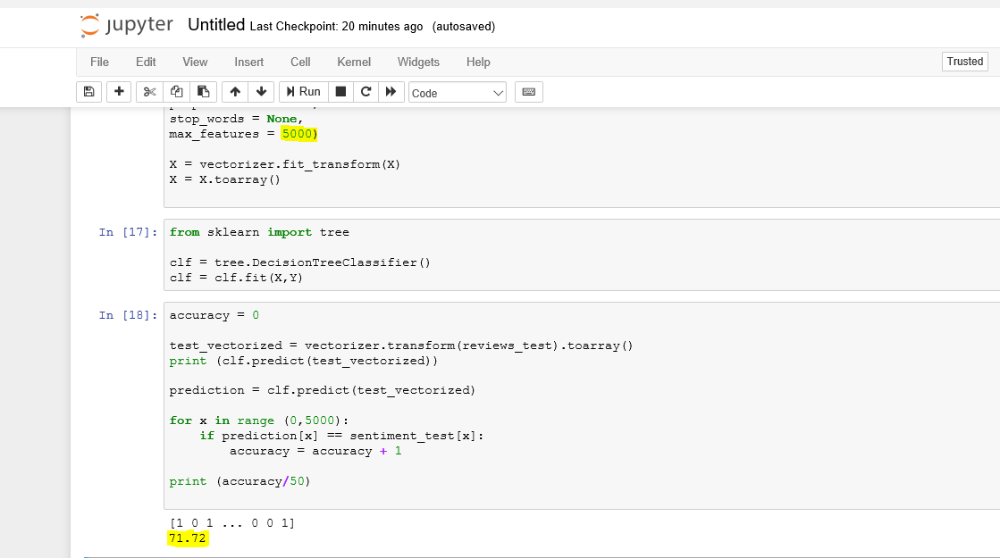 jupyter Untitled Last Checkpoint: 20 minutes ago (autosaved)
File Edit View Insert Cell Kernel Widgets Help Trusted
Run Code
stop_words = None,
max_features = 5000)
X = vectorizer.fit_transform(X)
X = X.toarray()
In [17]: from sklearn import tree
clf = tree.DecisionTreeClassifier()
clf = clf.fit(X,Y)
In [18]: accuracy = 0
test_vectorized = vectorizer.transform(reviews_test).toarray()
print (clf.predict(test_vectorized))
prediction = clf.predict(test_vectorized)
for x in range (0,5000):
    if prediction[x] == sentiment_test[x]:
        accuracy = accuracy + 1
print (accuracy/50)
[1 0 1 ... 0 0 1]
71.72